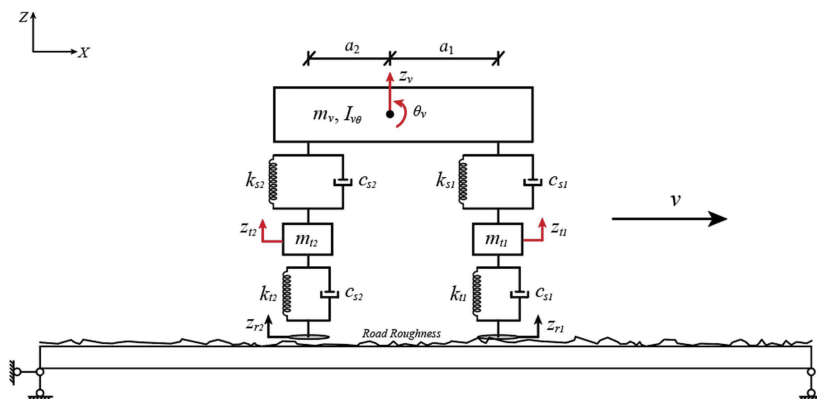 Z
X
a2 a1
zv
mv, Ivθ θv
ks2 cs2 ks1 cs1
v
zt2 mt2 mt1 zt1
kt2 cs2 kt1 cs1
zr2 Road Roughness zr1